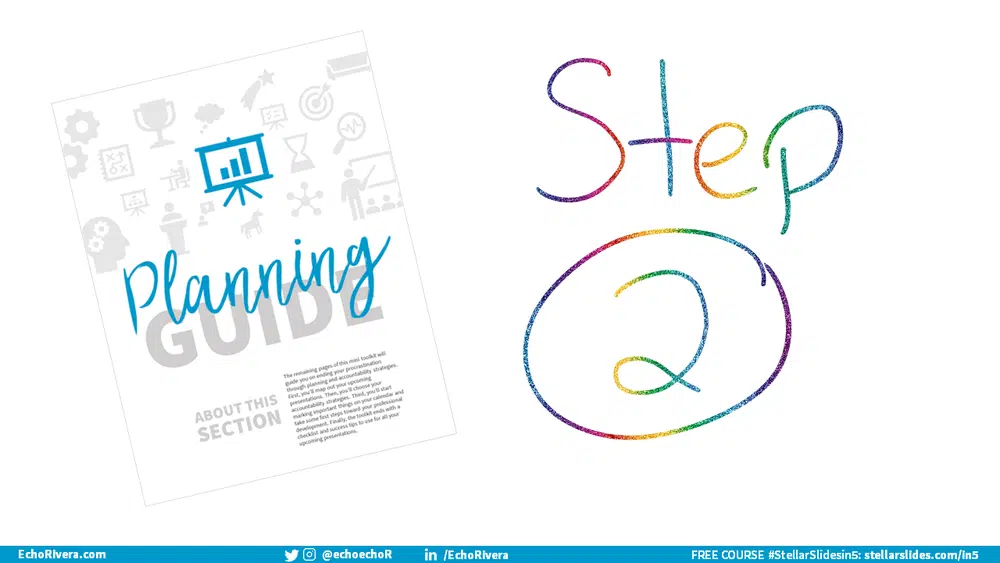 Planning
GUIDE
ABOUT THIS
SECTION
The remaining pages of this mini toolkit will
guide you on ending your procrastination
through planning and accountability strategies.
First, you'll map out your upcoming
presentations. Then, you'll choose your
accountability strategies. Third, you'll start
marking important things on your calendar and
take some first steps toward your professional
development. Finally, the toolkit ends with a
checklist and success tips to use for all your
upcoming presentations.
Step
2
EchoRivera.com
@echoechoR
/EchoRivera
FREE COURSE #StellarSlidesin5: stellarslides.com/in5